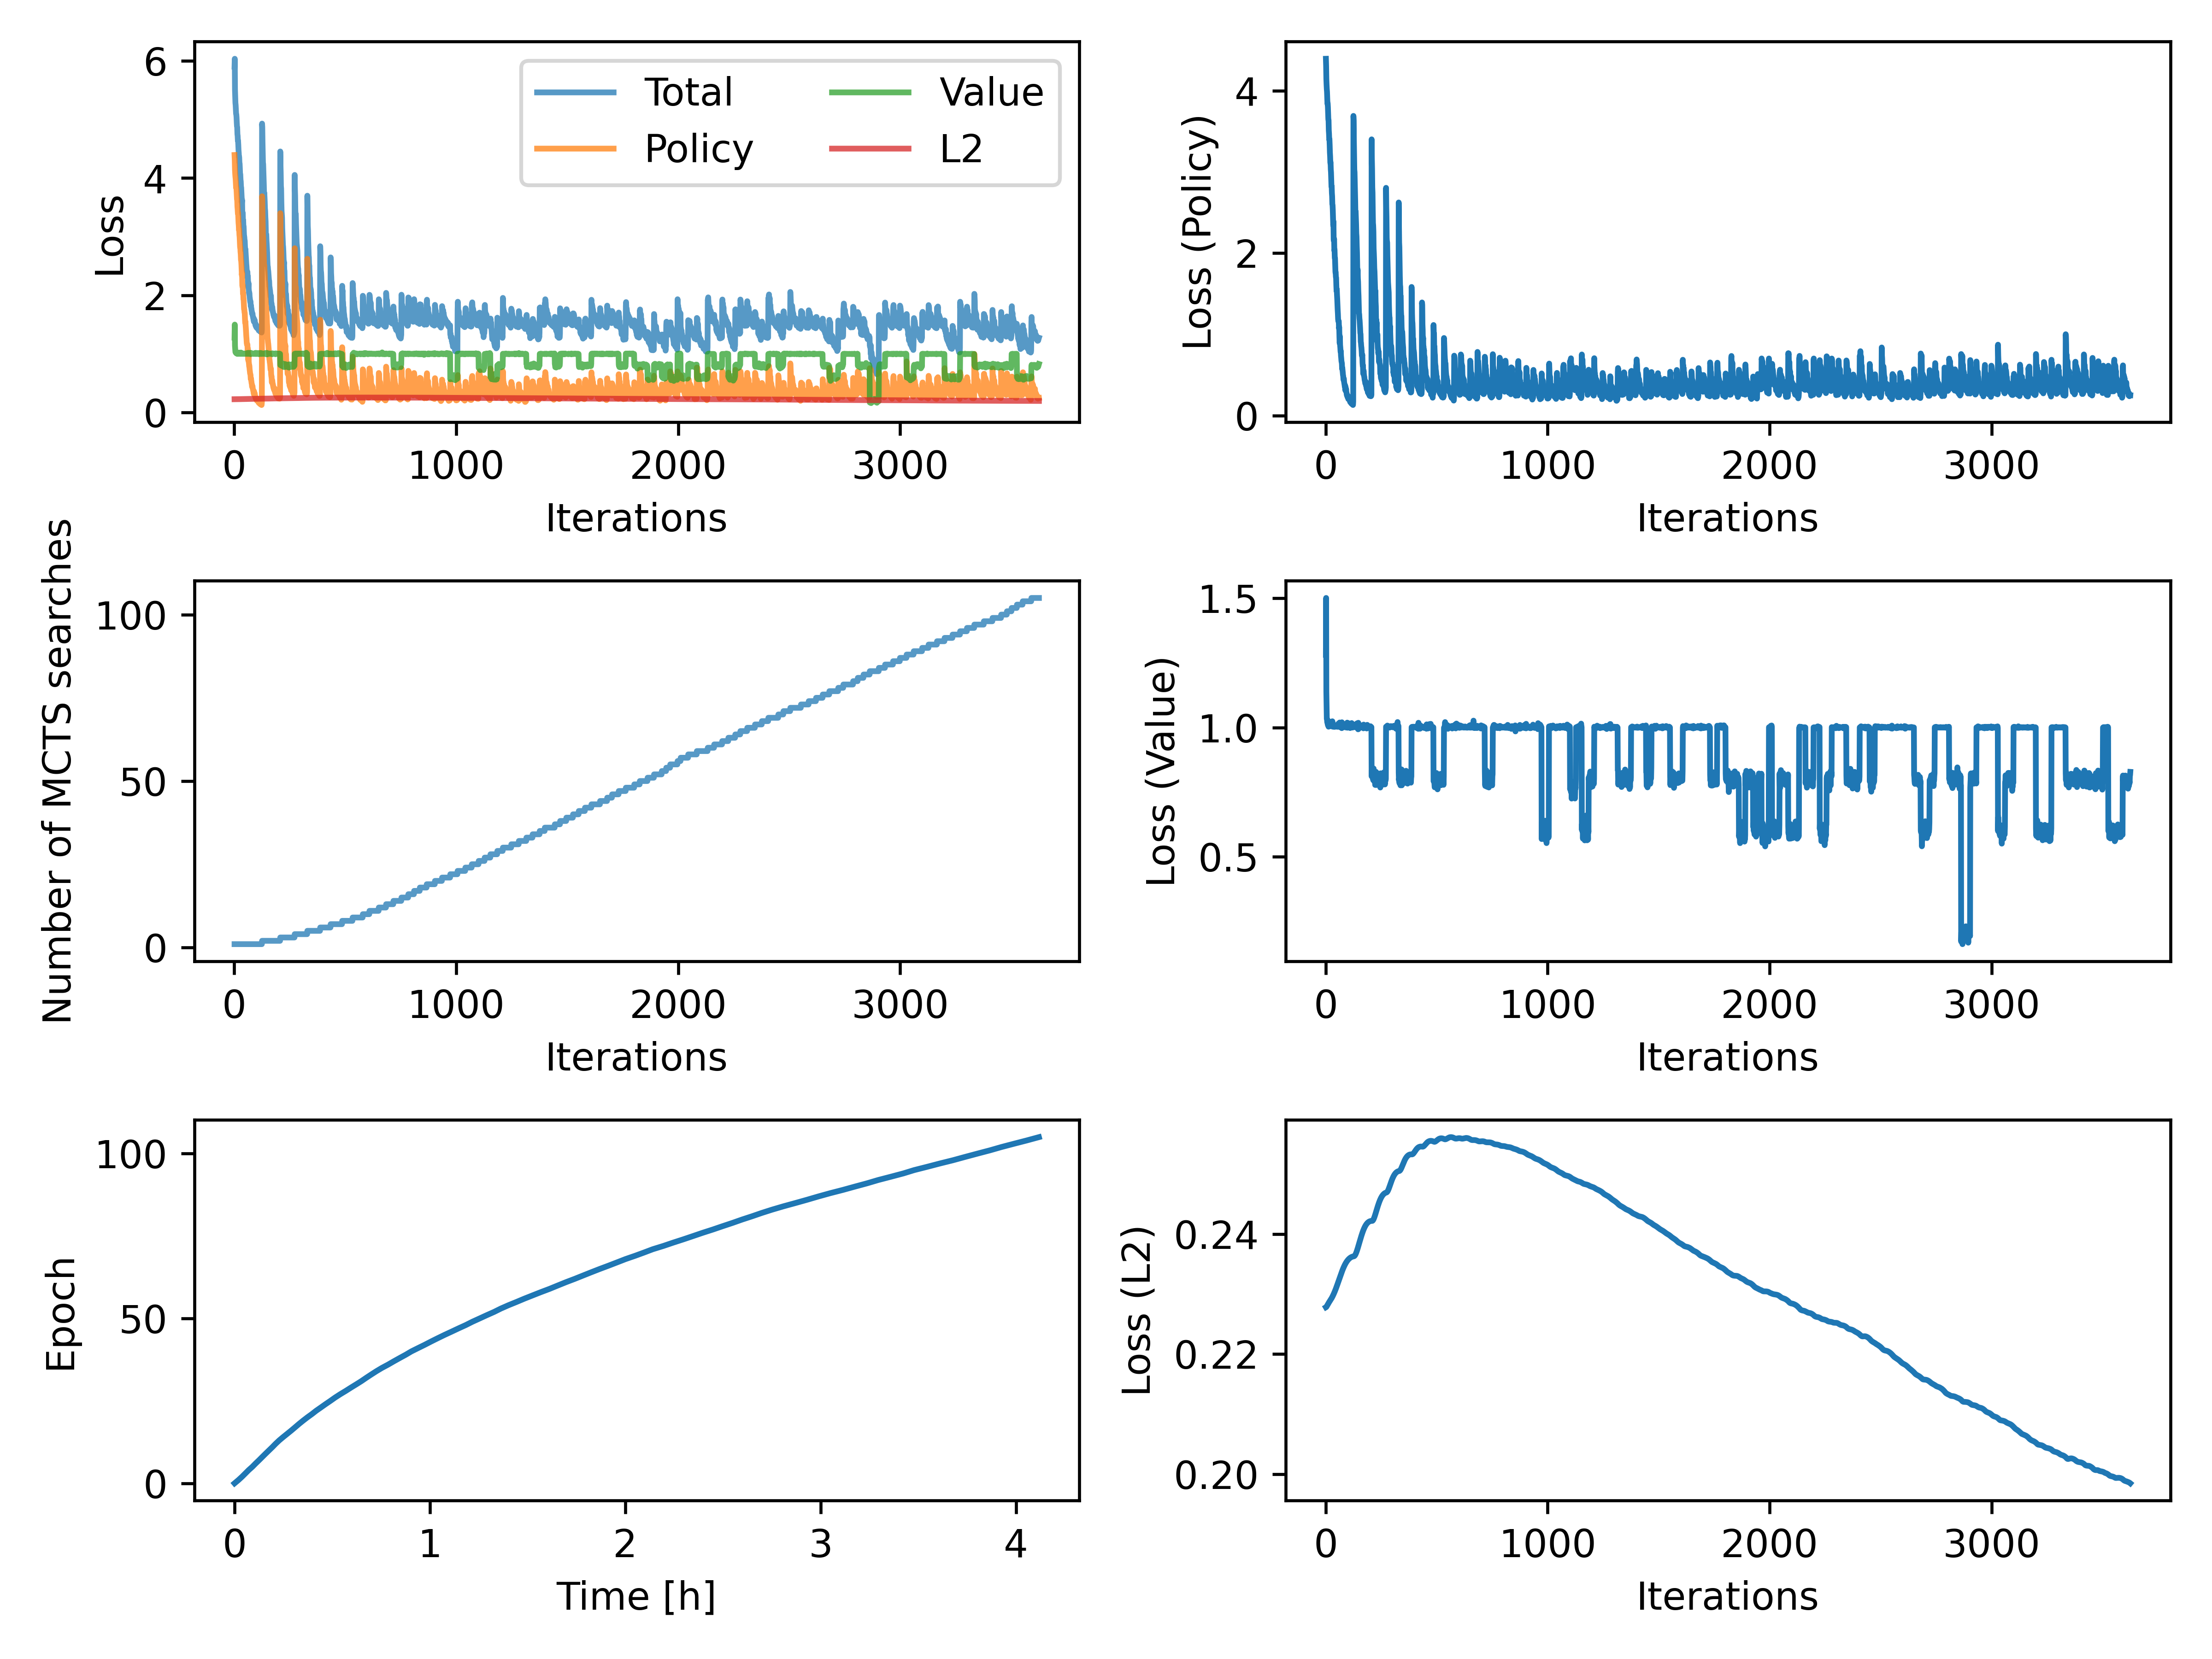 6
4
2
0
Loss
Total
Policy
Value
L2
0 1000 2000 3000
Iterations
4
2
0
Loss (Policy)
0 1000 2000 3000
Iterations
100
50
0
Number of MCTS searches
0 1000 2000 3000
Iterations
1.5
1.0
0.5
Loss (Value)
0 1000 2000 3000
Iterations
100
50
0
Epoch
0 1 2 3 4
Time [h]
0.24
0.22
0.20
Loss (L2)
0 1000 2000 3000
Iterations